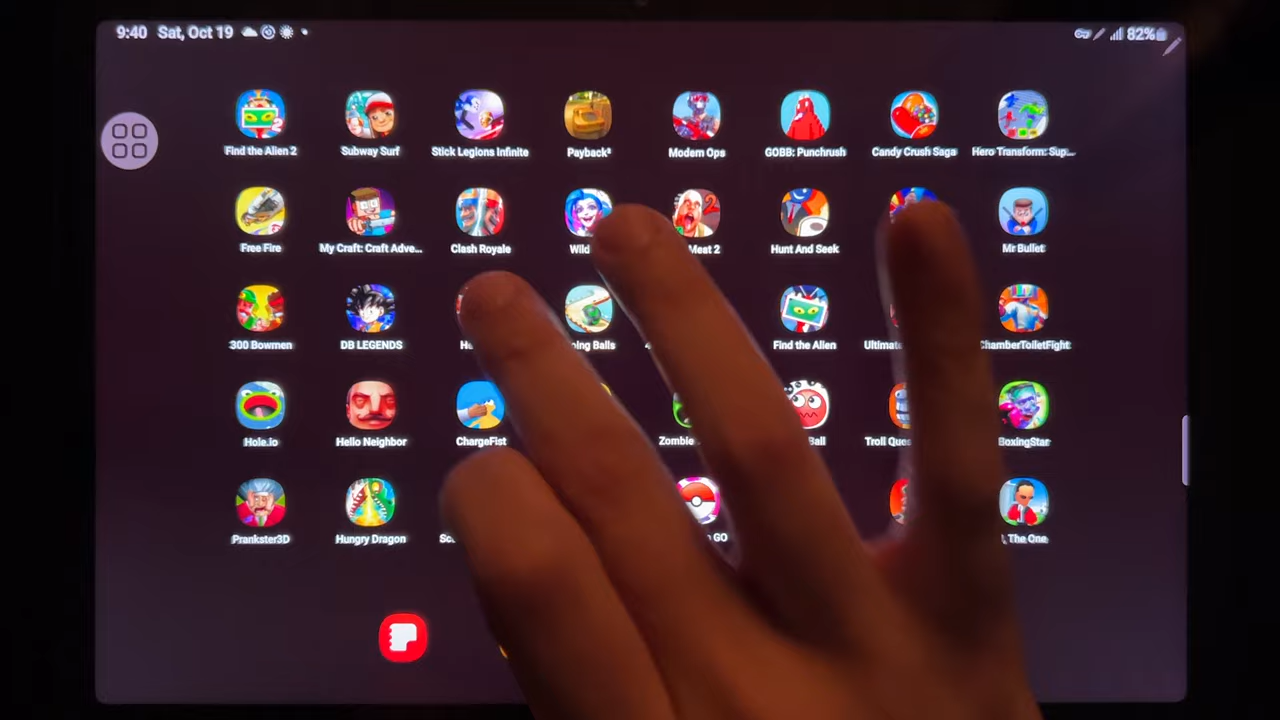 9:40 Sat, Oct 19
82%
Find the Alien 2
Subway Surf
Stick Legions Infinite
Payback²
Modern Ops
GOBB: Punchrush
Candy Crush Saga
Hero Transform: Sup...
Free Fire
My Craft: Craft Adve...
Clash Royale
Wild
Meat 2
Hunt And Seek
Mr Bullet
300 Bowmen
DB LEGENDS
Balls
Find the Alien
Ultimate
ChamberToiletFight
Hole.io
Hello Neighbor
ChargeFist
Zombie
Ball
Troll Ques
BoxingStar
Prankster3D
Hungry Dragon
GO
, The One